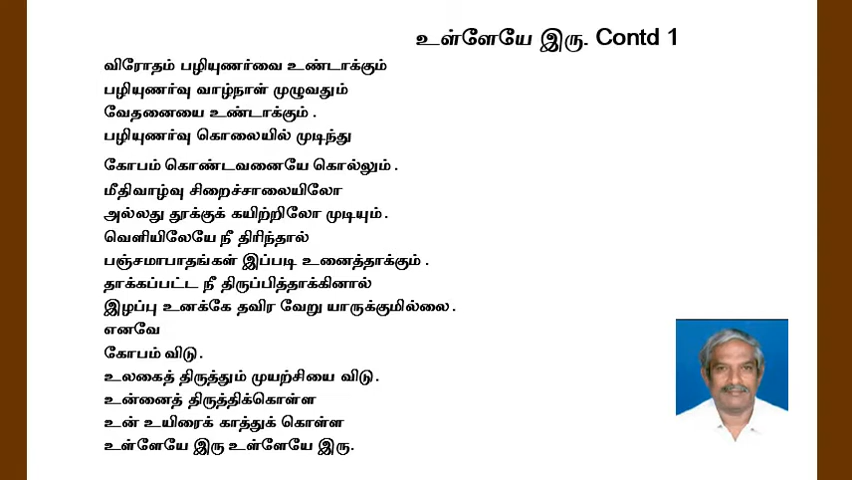 உள்ளேயே இரு. Contd 1
விரோதம் பழியுணர்வை உண்டாக்கும்
பழியுணர்வு வாழ்நாள் முழுவதும்
வேதனையை உண்டாக்கும் .
பழியுணர்வு கொலையில் முடிந்து
கோபம் கொண்டவனையே கொல்லும் .
மீதிவாழ்வு சிறைச்சாலையிலோ
அல்லது தூக்குக் கயிற்றிலோ முடியும் .
வெளியிலேயே நீ திரிந்தால்
பஞ்சமாபாதங்கள் இப்படி உனைத்தாக்கும் .
தாக்கப்பட்ட நீ திருப்பித்தாக்கினால்
இழப்பு உனக்கே தவிர வேறு யாருக்குமில்லை.
எனவே
கோபம் விடு.
உலகைத் திருத்தும் முயற்சியை விடு.
உன்னைத் திருத்திக்கொள்ள
உன் உயிரைக் காத்துக் கொள்ள
உள்ளேயே இரு உள்ளேயே இரு.